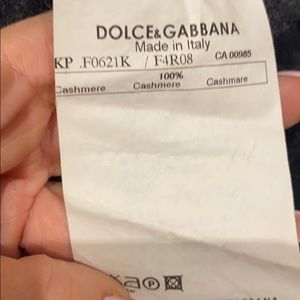 DOLCE&GABBANA
Made in Italy
KP .F0621K / F4R08 CA 00985
100%
Cashmere Cashmere Cashmere